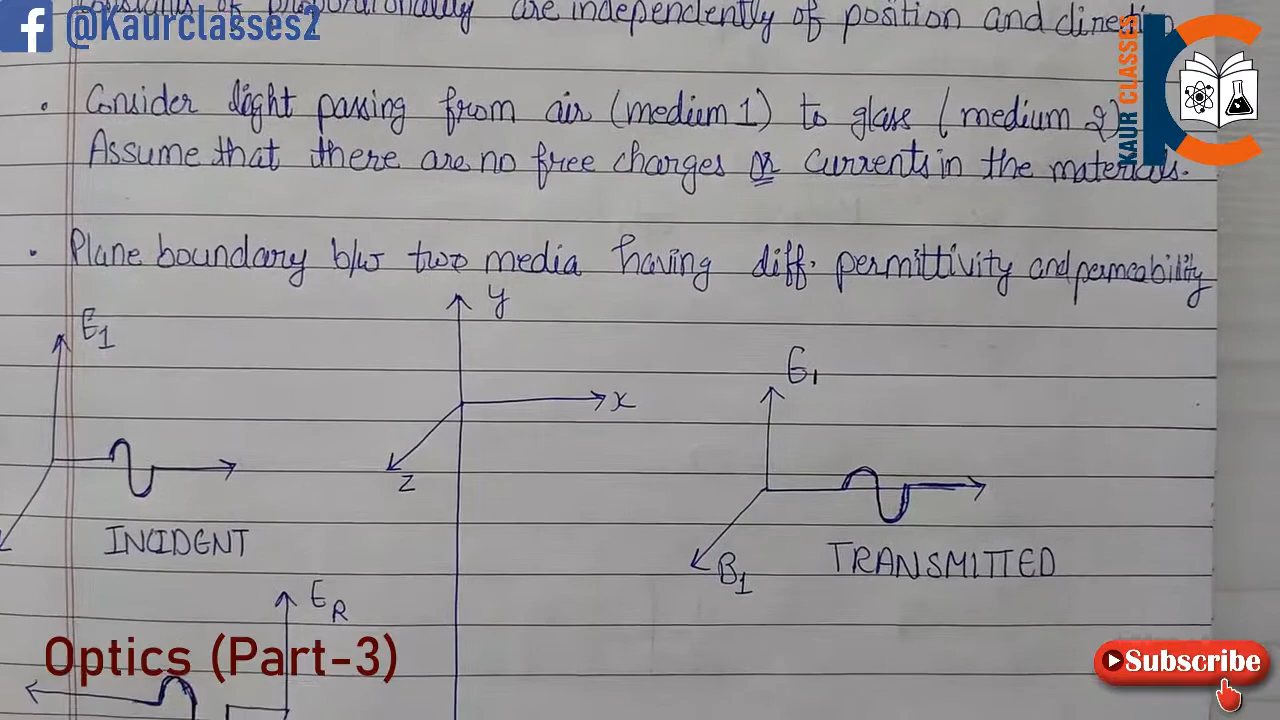 of proportionality are independently of position and direction
@Kaurclasses2
KAUR CLASSES
• Consider light passing from air (medium 1) to glass (medium 2)
Assume that there are no free charges or currents in the materials.
• Plane boundary b/w two media having diff. permittivity and permeability
y
E1
E1
x
z
INCIDENT
B1
TRANSMITTED
ER
Optics (Part-3)
Subscribe